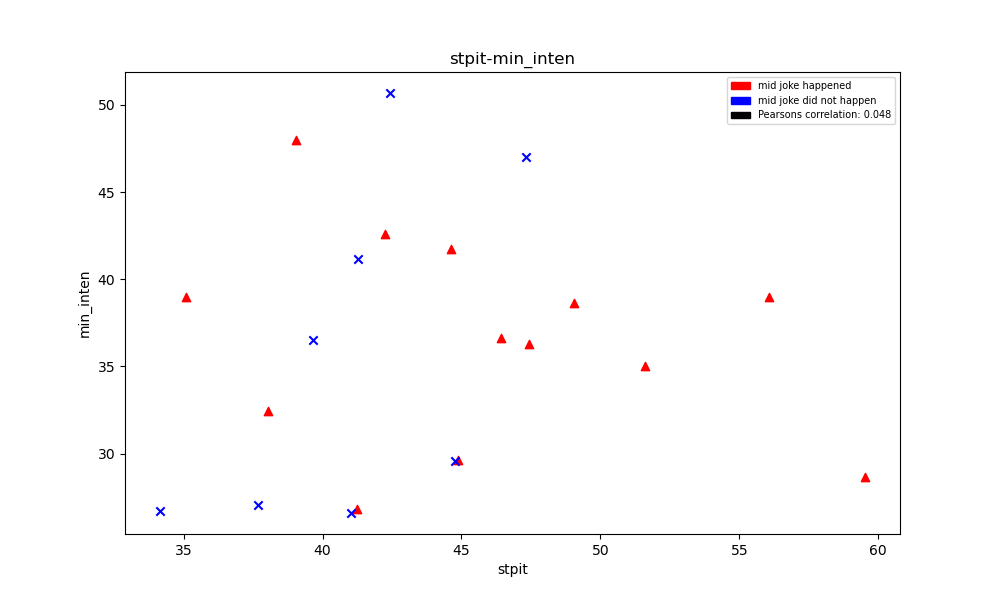 stpit-min_inten
mid joke happened
mid joke did not happen
Pearsons correlation: 0.048
50
45
40
35
30
min_inten
35
40
45
50
55
60
stpit